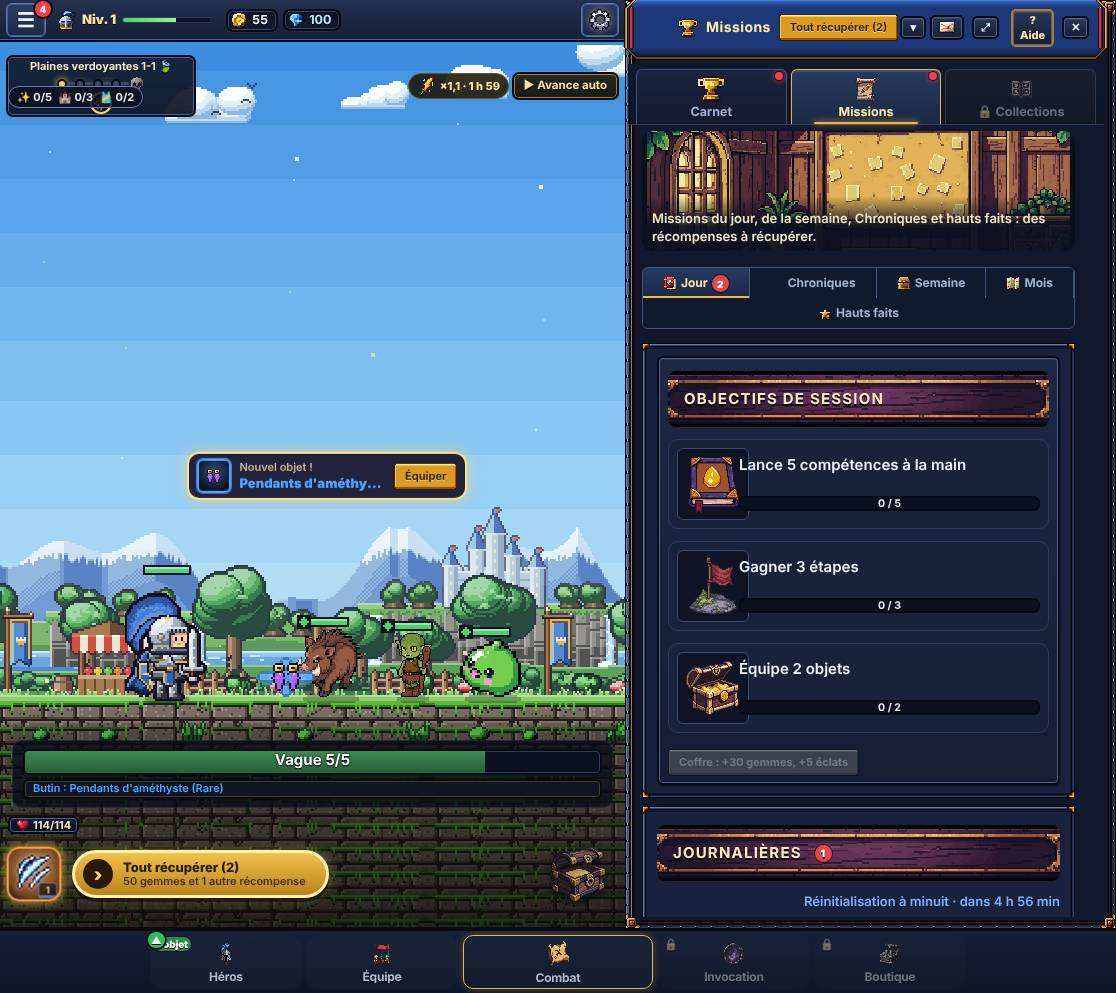 4
Niv. 1
55
100
Missions
Tout récupérer (2)
?
Aide
Plaines verdoyantes 1-1
0/5
0/3
0/2
×1,1 · 1 h 59
Avance auto
Carnet
Missions
Collections
Missions du jour, de la semaine, Chroniques et hauts faits : des
récompenses à récupérer.
Jour 2
Chroniques
Semaine
Mois
Hauts faits
OBJECTIFS DE SESSION
Lance 5 compétences à la main
0 / 5
Gagner 3 étapes
0 / 3
Équipe 2 objets
0 / 2
Coffre : +30 gemmes, +5 éclats
JOURNALIÈRES 1
Réinitialisation à minuit · dans 4 h 56 min
Nouvel objet !
Pendants d'améthy...
Équiper
Vague 5/5
Butin : Pendants d'améthyste (Rare)
114/114
1
Tout récupérer (2)
50 gemmes et 1 autre récompense
objet
Héros
Équipe
Combat
Invocation
Boutique